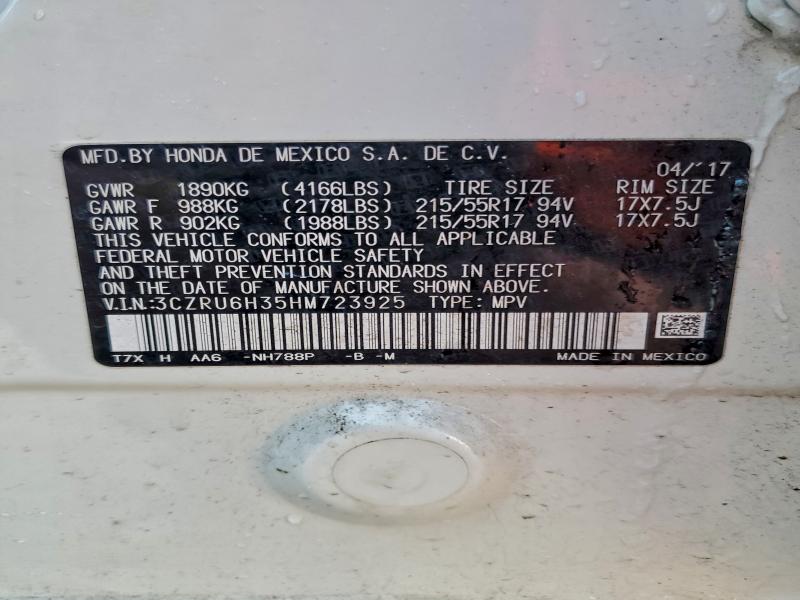 MFD.BY HONDA DE MEXICO S.A. DE C.V.
04/'17
GVWR 1890KG (4166LBS) TIRE SIZE RIM SIZE
GAWR F 988KG (2178LBS) 215/55R17 94V 17X7.5J
GAWR R 902KG (1988LBS) 215/55R17 94V 17X7.5J
THIS VEHICLE CONFORMS TO ALL APPLICABLE
FEDERAL MOTOR VEHICLE SAFETY
AND THEFT PREVENTION STANDARDS IN EFFECT
ON THE DATE OF MANUFACTURE SHOWN ABOVE.
V.I.N.:3CZRU6H35HM723925 TYPE: MPV
T7X H AA6 -NH788P -B -M MADE IN MEXICO